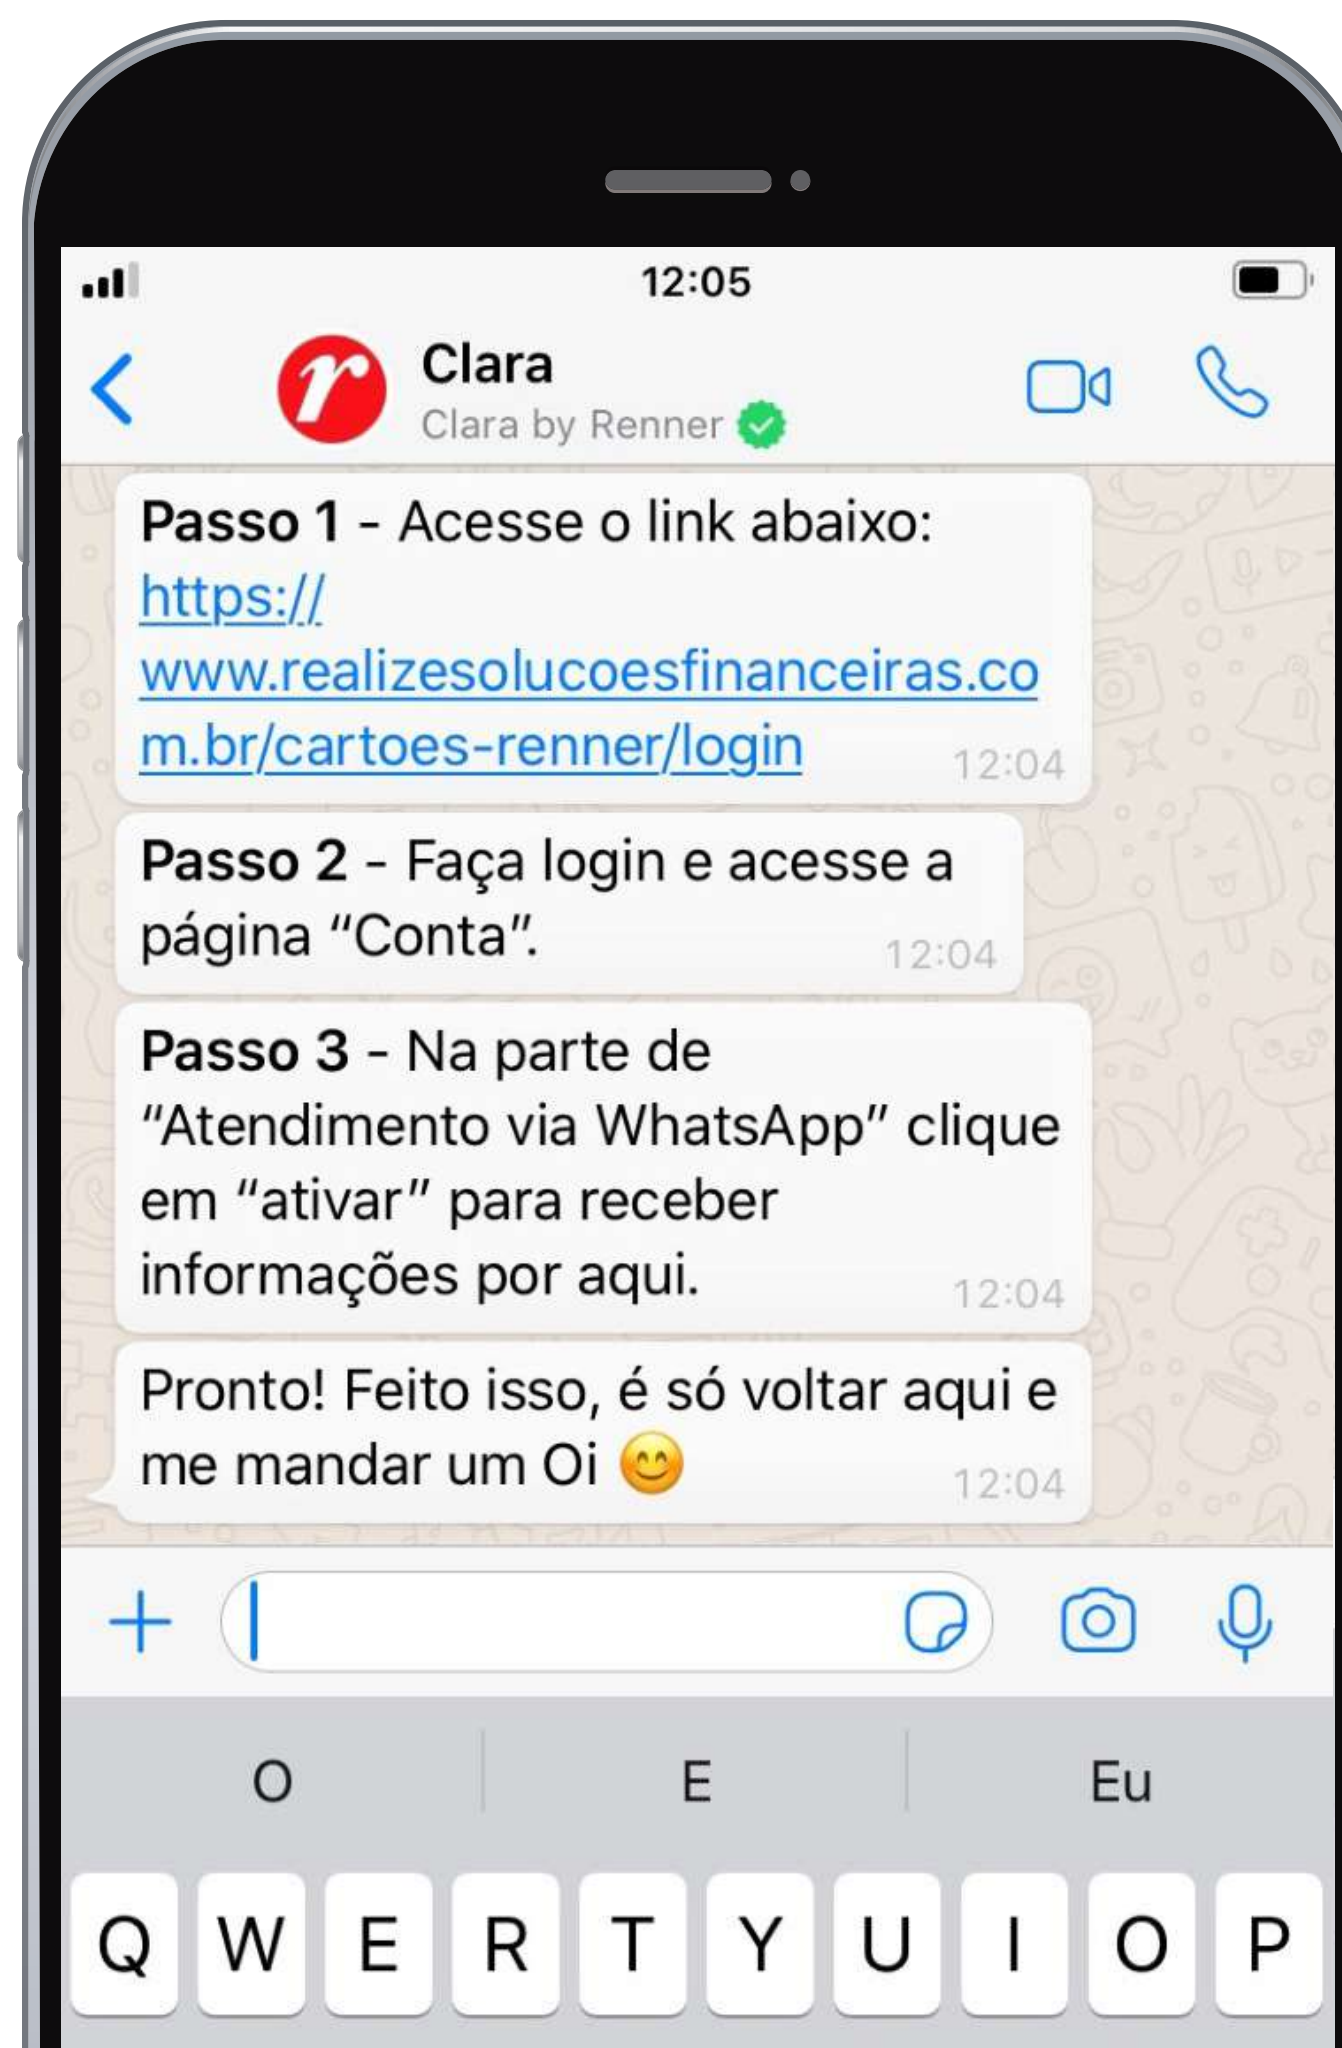 12:05
r
Clara
Clara by Renner
Passo 1 - Acesse o link abaixo:
https://
www.realizesolucoesfinanceiras.co
m.br/cartoes-renner/login
12:04
Passo 2 - Faça login e acesse a
página “Conta”.
12:04
Passo 3 - Na parte de
“Atendimento via WhatsApp” clique
em “ativar” para receber
informações por aqui.
12:04
Pronto! Feito isso, é só voltar aqui e
me mandar um Oi 😊
12:04
O E Eu
Q W E R T Y U I O P